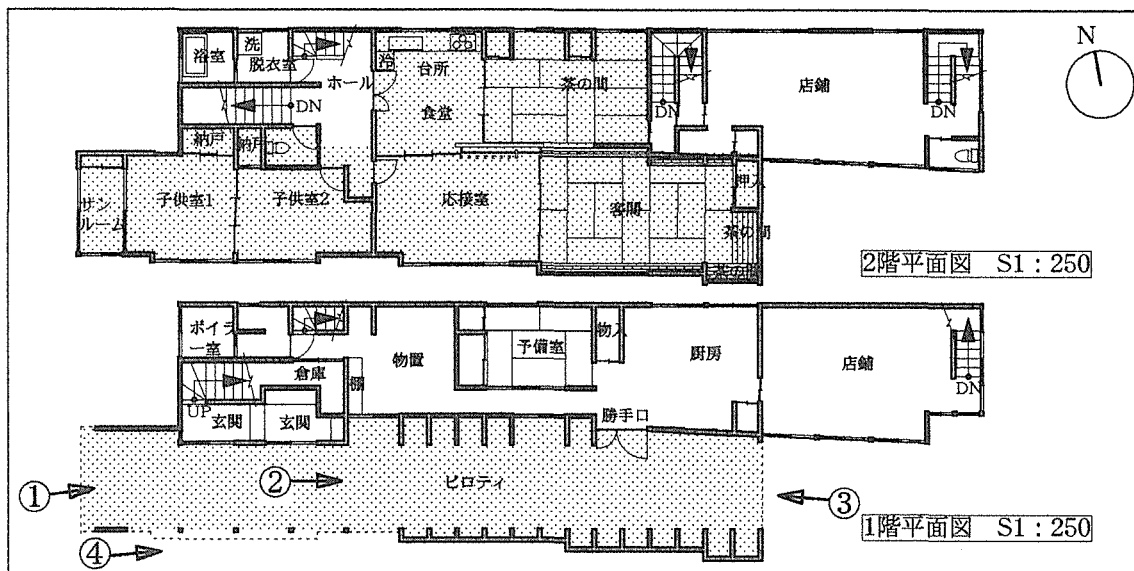 浴室
洗
脱衣室
ホール
冷
台所
食堂
茶の間
店舗
N
DN
DN
DN
納戸
納戸
サン
ルーム
子供室1
子供室2
応接室
客間
押入
茶の間
茶の間
2階平面図 S1：250
ボイラ
ー室
倉庫
棚
物置
予備室
物入
厨房
店舗
DN
UP
玄関
玄関
勝手口
ピロティ
①
②
③
④
1階平面図 S1：250